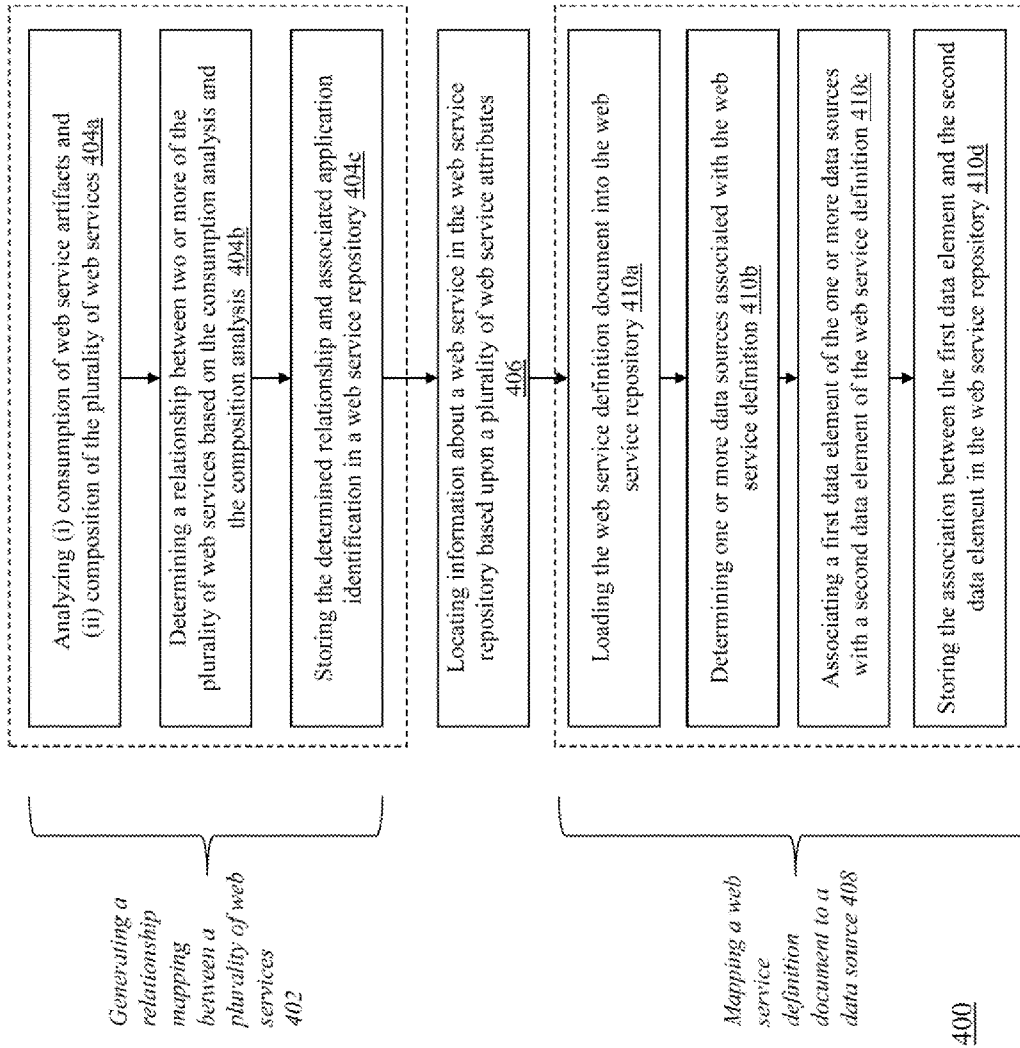 Generating a
relationship
mapping
between a
plurality of web
services
402
Analyzing (i) consumption of web service artifacts and
(ii) composition of the plurality of web services 404a
Determining a relationship between two or more of the
plurality of web services based on the consumption analysis and
the composition analysis 404b
Storing the determined relationship and associated application
identification in a web service repository 404c
Locating information about a web service in the web service
repository based upon a plurality of web service attributes
406
Mapping a web
service
definition
document to a
data source 408
Loading the web service definition document into the web
service repository 410a
Determining one or more data sources associated with the web
service definition 410b
Associating a first data element of the one or more data sources
with a second data element of the web service definition 410c
Storing the association between the first data element and the second
data element in the web service repository 410d
400